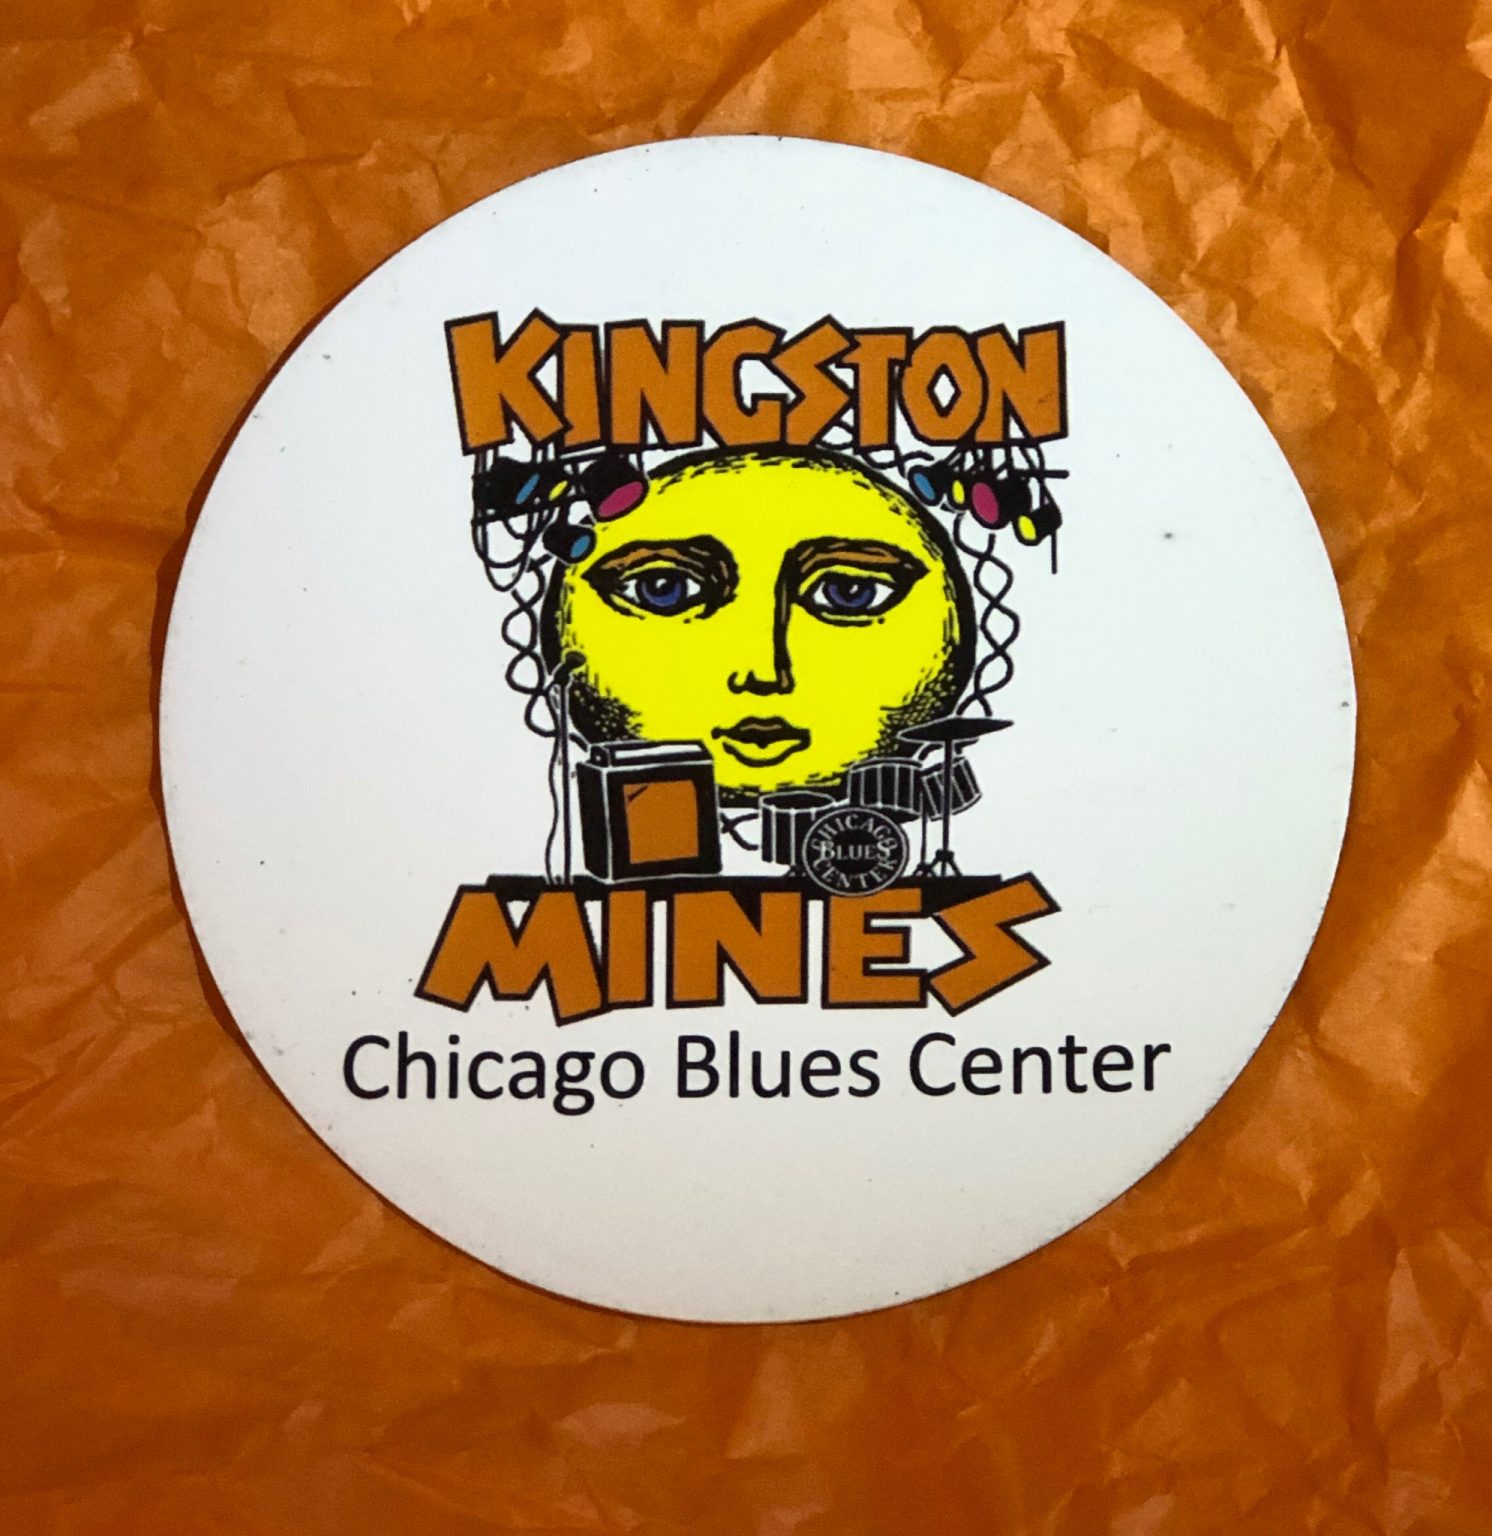 KINGSTON
CHICAGO
BLUES
CENTER
MINES
Chicago Blues Center